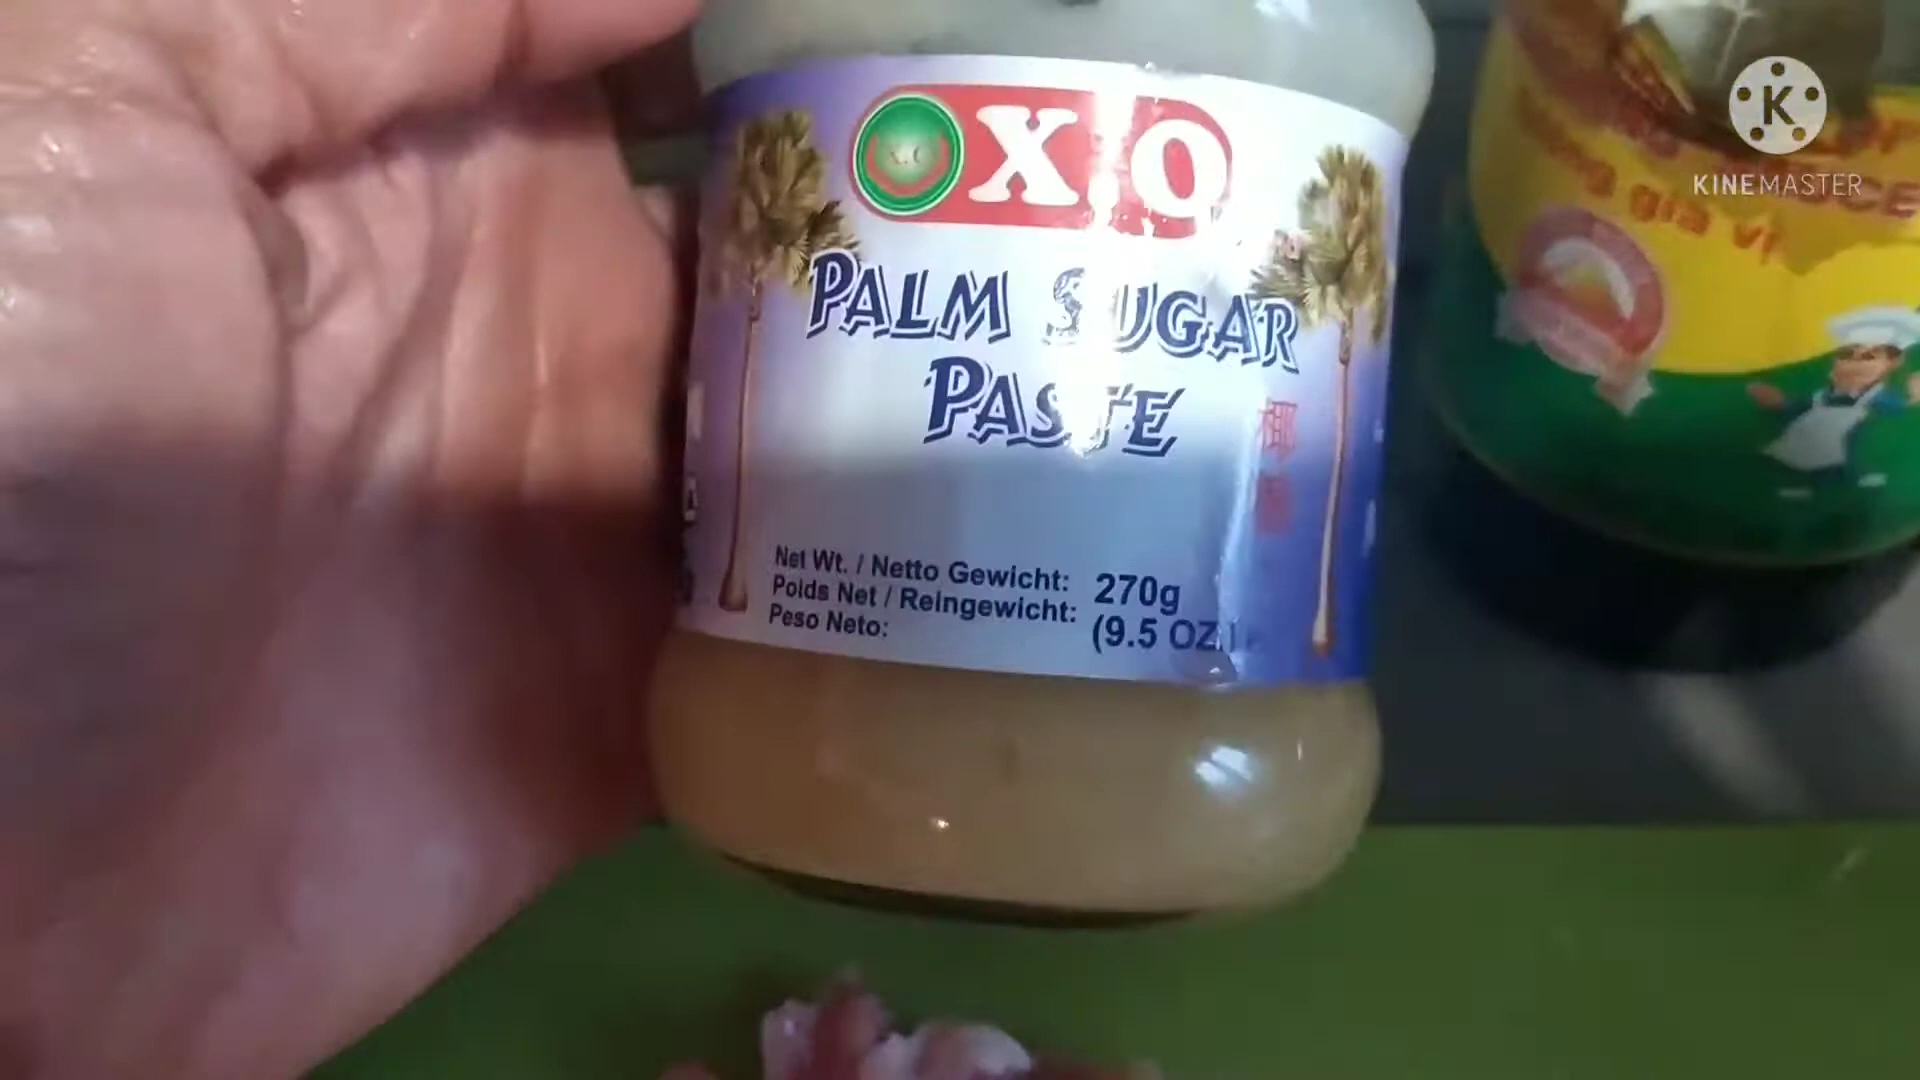 X.O
PALM SUGAR
PASTE
椰
Net Wt. / Netto Gewicht: 270g
Poids Net / Reingewicht: (9.5 OZ)
Peso Neto:
gia vị
K
KINEMASTER